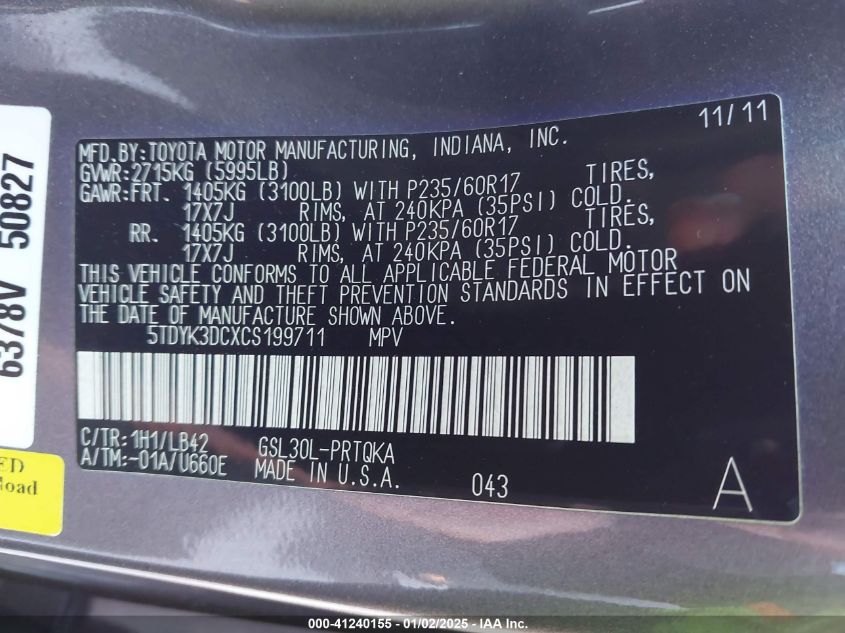 11/11
MFD.BY:TOYOTA MOTOR MANUFACTURING, INDIANA, INC.
GVWR:2715KG (5995LB)
GAWR:FRT. 1405KG (3100LB) WITH P235/60R17 TIRES,
17X7J RIMS, AT 240KPA (35PSI) COLD.
RR. 1405KG (3100LB) WITH P235/60R17 TIRES,
17X7J RIMS, AT 240KPA (35PSI) COLD.
THIS VEHICLE CONFORMS TO ALL APPLICABLE FEDERAL MOTOR
VEHICLE SAFETY AND THEFT PREVENTION STANDARDS IN EFFECT ON
THE DATE OF MANUFACTURE SHOWN ABOVE.
5TDYK3DCXCS199711 MPV
C/TR:1H1/LB42 GSL30L-PRTQKA
A/TM:-01A/U660E MADE IN U.S.A. 043
A
6378V 50827
ED
Load
000-41240155 - 01/02/2025 - IAA Inc.